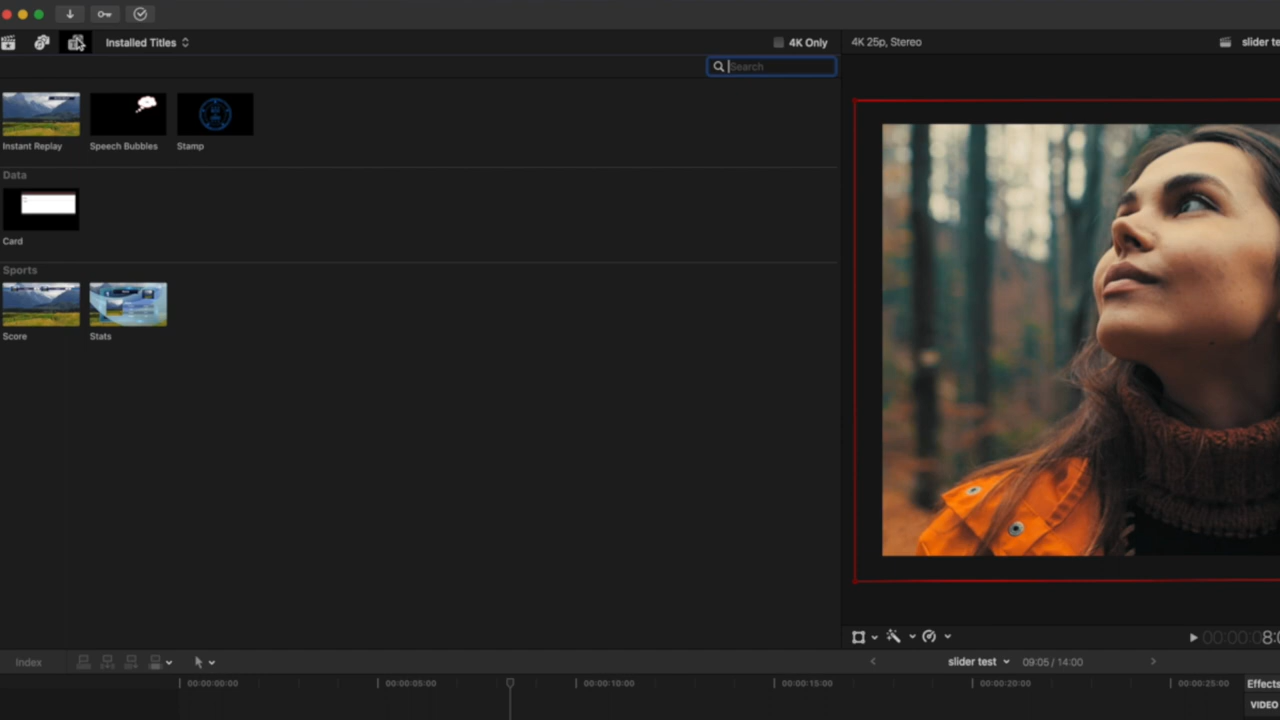 Installed Titles
4K Only
4K 25p, Stereo
slider te
Search
Instant Replay
Speech Bubbles
Stamp
Data
Card
Sports
Score
Stats
Index
slider test
09:05 / 14:00
00:00:00:00
00:00:05:00
00:00:10:00
00:00:15:00
00:00:20:00
00:00:25:00
Effects
VIDEO